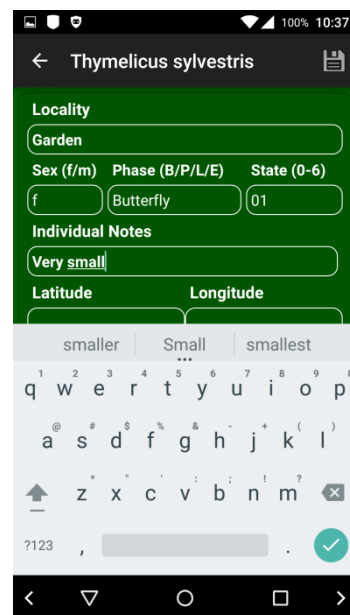 100% 10:37
Thymelicus sylvestris
Locality
Garden
Sex (f/m) Phase (B/P/L/E) State (0-6)
f Butterfly 01
Individual Notes
Very small
Latitude Longitude
smaller Small smallest
1 2 3 4 5 6 7 8 9 0
q w e r t y u i o p
@ # $ % & - + ( )
a s d f g h j k l
* " ' : ; ! ?
z x c v b n m
?123 , .